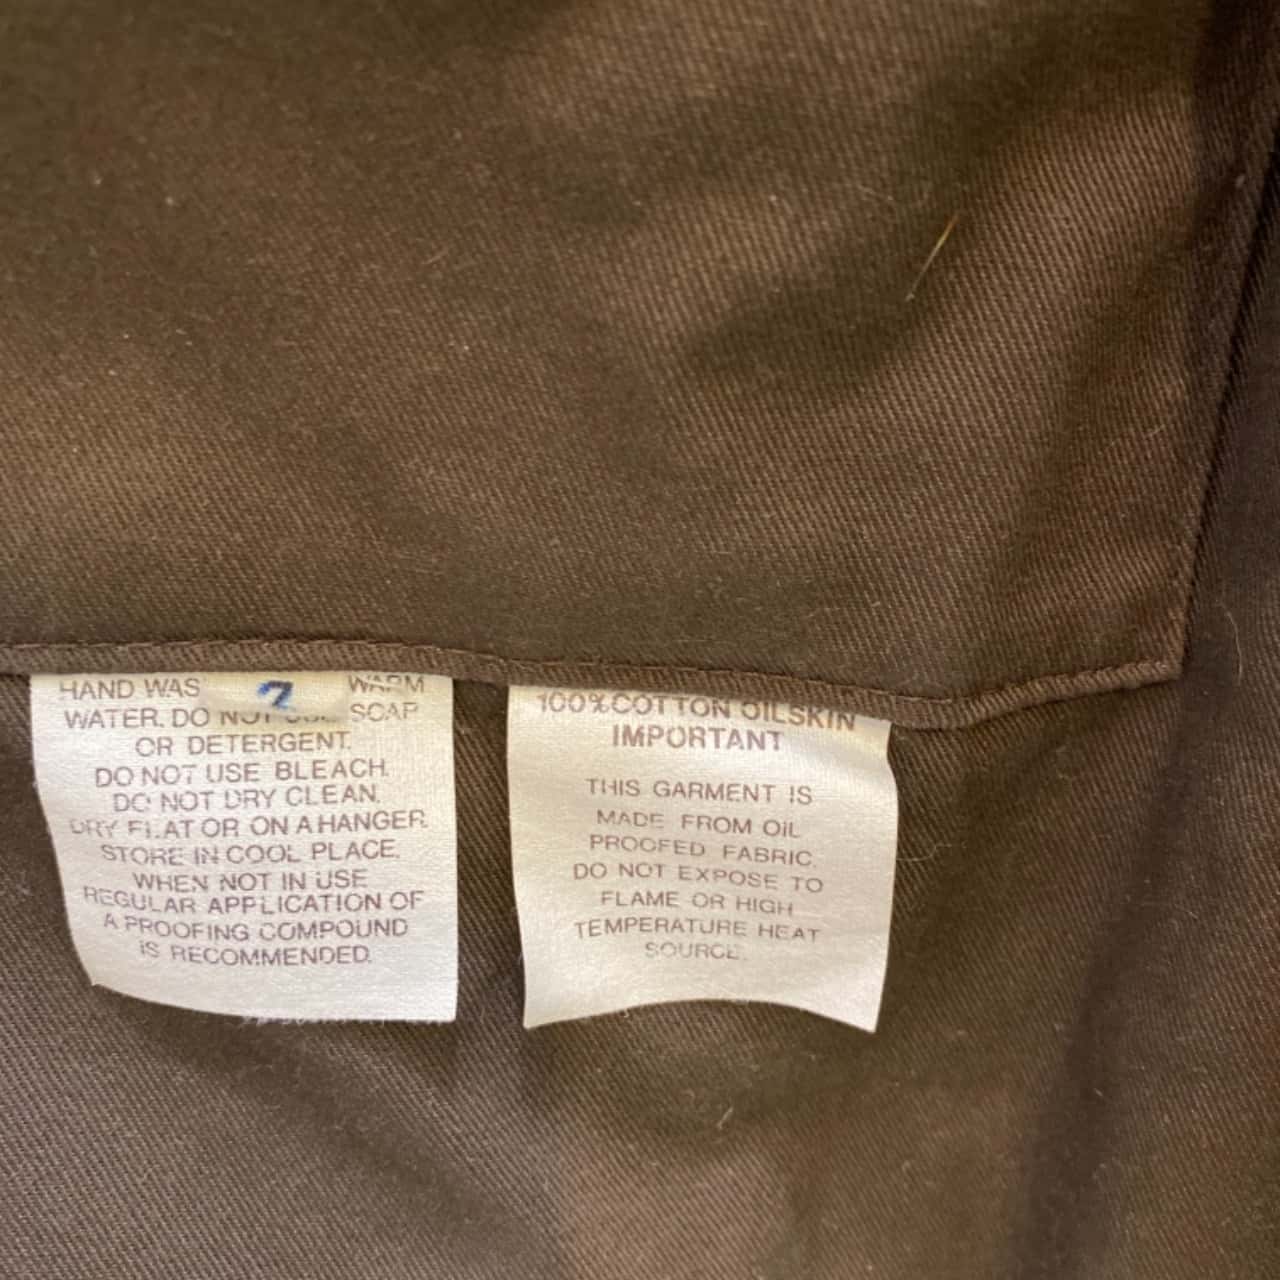 HAND WAS 7 WARM
WATER. DO NOT USE SOAP
OR DETERGENT.
DO NOT USE BLEACH.
DO NOT DRY CLEAN.
DRY FLAT OR ON A HANGER
STORE IN COOL PLACE.
WHEN NOT IN USE
REGULAR APPLICATION OF
A PROOFING COMPOUND
IS RECOMMENDED.
100% COTTON OILSKIN
IMPORTANT
THIS GARMENT IS
MADE FROM OIL
PROOFED FABRIC.
DO NOT EXPOSE TO
FLAME OR HIGH
TEMPERATURE HEAT
SOURCE.